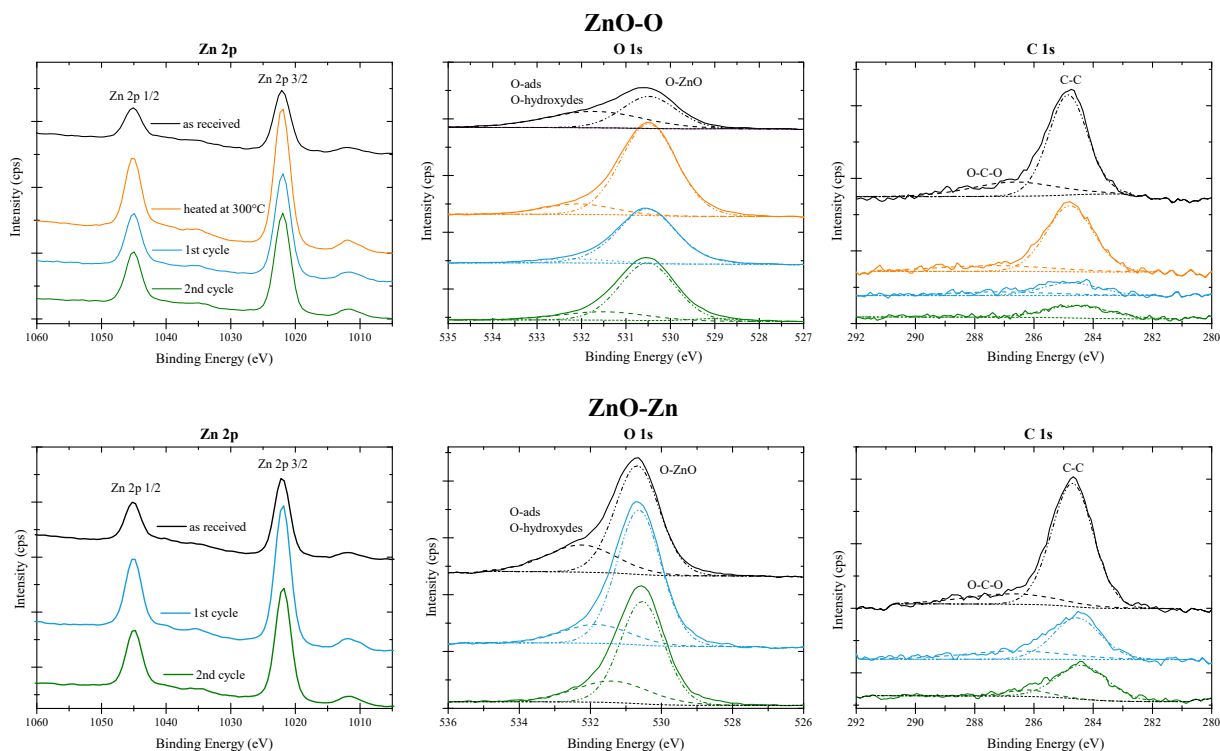 ZnO-O
Zn 2p
Zn 2p 1/2
Zn 2p 3/2
as received
heated at 300°C
1st cycle
2nd cycle
Intensity (cps)
1060 1050 1040 1030 1020 1010
Binding Energy (eV)
O 1s
O-ads
O-hydroxydes
O-ZnO
Intensity (cps)
535 534 533 532 531 530 529 528 527
Binding Energy (eV)
C 1s
C-C
O-C-O
Intensity (cps)
292 290 288 286 284 282 280
Binding Energy (eV)
ZnO-Zn
Zn 2p
Zn 2p 1/2
Zn 2p 3/2
as received
1st cycle
2nd cycle
Intensity (cps)
1060 1050 1040 1030 1020 1010
Binding Energy (eV)
O 1s
O-ads
O-hydroxydes
O-ZnO
Intensity (cps)
536 534 532 530 528 526
Binding Energy (eV)
C 1s
C-C
O-C-O
Intensity (cps)
292 290 288 286 284 282 280
Binding Energy (eV)